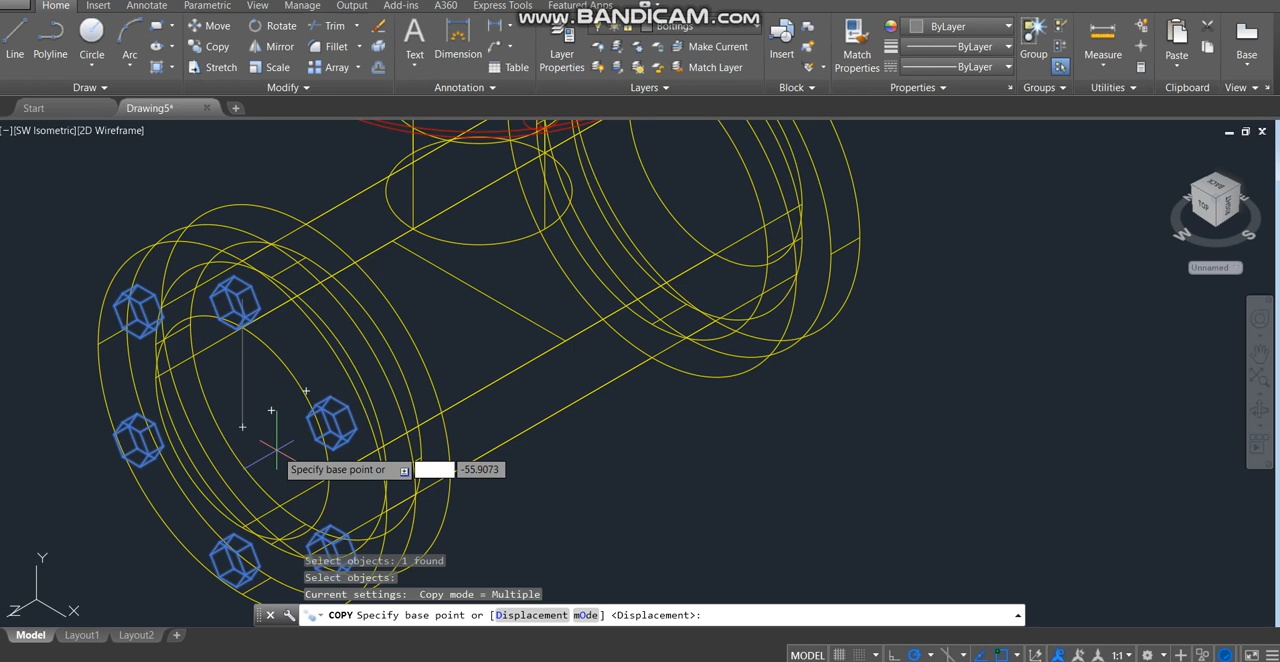 Home Insert Annotate Parametric View Manage Output Add-ins A360 Express Tools Featured Apps
www.BANDICAM.com
Line Polyline Circle Arc
Move Rotate Trim
Copy Mirror Fillet
Stretch Scale Array
Text Dimension
Table
Layer Properties
Make Current
Match Layer
Insert
Match Properties
ByLayer
ByLayer
ByLayer
Group
Measure
Paste
Base
Draw Modify Annotation Layers Block Properties Groups Utilities Clipboard View
Start Drawing5*
[−][SW Isometric][2D Wireframe]
BACK
TOP
RIGHT
W S
Unnamed
Specify base point or -55.9073
Select objects: 1 found
Select objects:
Current settings: Copy mode = Multiple
COPY Specify base point or [Displacement mOde] <Displacement>:
Y
Z X
Model Layout1 Layout2
MODEL 1:1